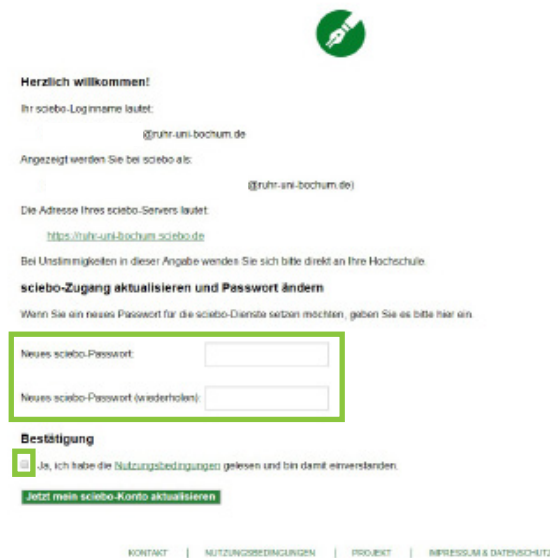 Herzlich willkommen!
Ihr sciebo-Loginname lautet:
@ruhr-uni-bochum.de
Angezeigt werden Sie bei sciebo als:
@ruhr-uni-bochum.de)
Die Adresse Ihres sciebo-Servers lautet:
https://ruhr-uni-bochum.sciebo.de
Bei Unstimmigkeiten in dieser Angabe wenden Sie sich bitte direkt an Ihre Hochschule.
sciebo-Zugang aktualisieren und Passwort ändern
Wenn Sie ein neues Passwort für die sciebo-Dienste setzen möchten, geben Sie es bitte hier ein.
Neues sciebo-Passwort:
Neues sciebo-Passwort (wiederholen):
Bestätigung
Ja, ich habe die Nutzungsbedingungen gelesen und bin damit einverstanden.
Jetzt mein sciebo-Konto aktualisieren
KONTAKT | NUTZUNGSBEDINGUNGEN | PROJEKT | IMPRESSUM & DATENSCHUTZ